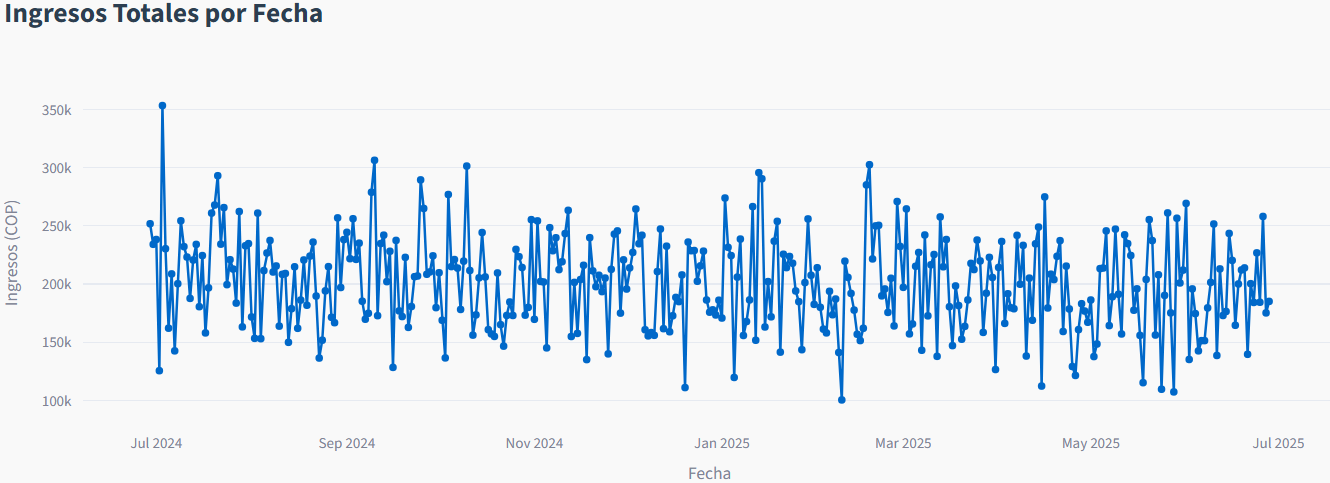 Ingresos Totales por Fecha
350k
300k
250k
200k
150k
100k
Ingresos (COP)
Jul 2024
Sep 2024
Nov 2024
Jan 2025
Mar 2025
May 2025
Jul 2025
Fecha